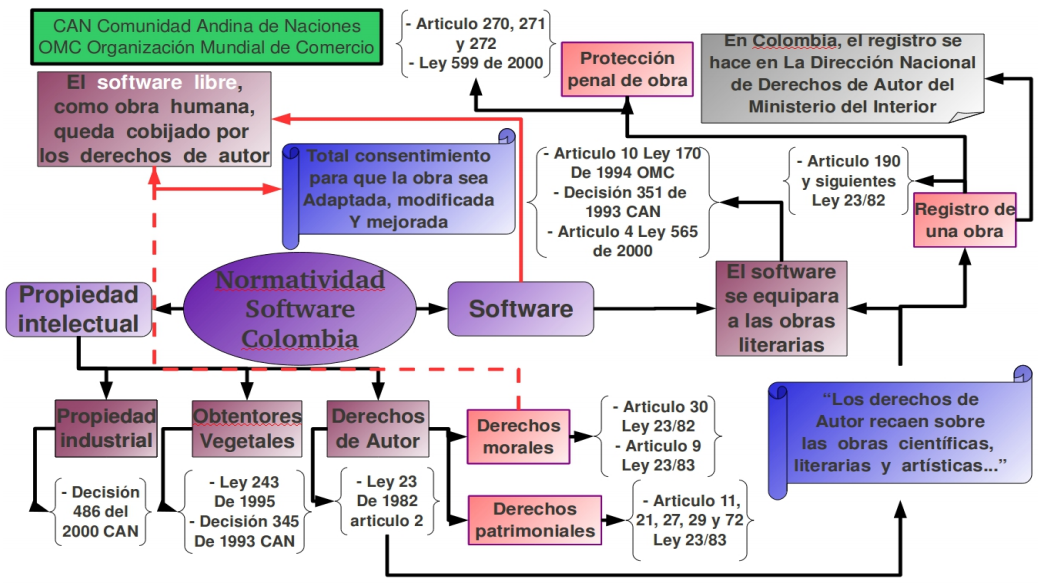 CAN Comunidad Andina de Naciones
OMC Organización Mundial de Comercio
- Articulo 270, 271
y 272
- Ley 599 de 2000
Protección
penal de obra
En Colombia, el registro se
hace en La Dirección Nacional
de Derechos de Autor del
Ministerio del Interior
El software libre,
como obra humana,
queda cobijado por
los derechos de autor
Total consentimiento
para que la obra sea
Adaptada, modificada
Y mejorada
- Articulo 10 Ley 170
De 1994 OMC
- Decisión 351 de
1993 CAN
- Articulo 4 Ley 565
de 2000
- Articulo 190
y siguientes
Ley 23/82
Registro de
una obra
Propiedad
intelectual
Normatividad
Software
Colombia
Software
El software
se equipara
a las obras
literarias
Propiedad
industrial
Obtentores
Vegetales
Derechos
de Autor
Derechos
morales
- Articulo 30
Ley 23/82
- Articulo 9
Ley 23/83
“Los derechos de
Autor recaen sobre
las obras científicas,
literarias y artísticas...”
- Decisión
486 del
2000 CAN
- Ley 243
De 1995
- Decisión 345
De 1993 CAN
- Ley 23
De 1982
articulo 2
Derechos
patrimoniales
- Articulo 11,
21, 27, 29 y 72
Ley 23/83